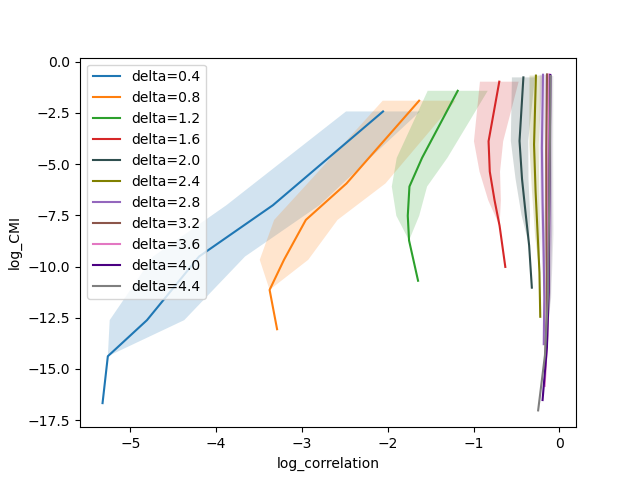 0.0
−2.5
−5.0
−7.5
−10.0
−12.5
−15.0
−17.5
log_CMI
delta=0.4
delta=0.8
delta=1.2
delta=1.6
delta=2.0
delta=2.4
delta=2.8
delta=3.2
delta=3.6
delta=4.0
delta=4.4
−5 −4 −3 −2 −1 0
log_correlation